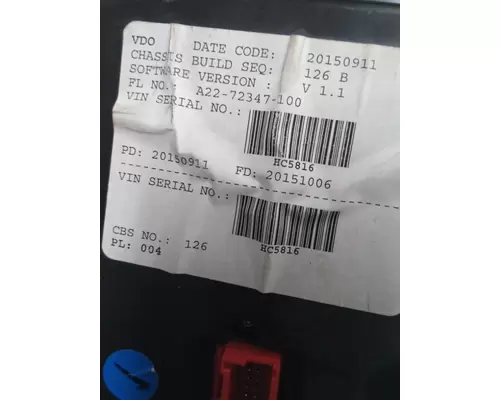 VDO DATE CODE: 20150911
CHASSIS BUILD SEQ: 126 B
SOFTWARE VERSION : V 1.1
FL NO.: A22-72347-100
VIN SERIAL NO.:
HC5816
PD: 20150911 FD: 20151006
VIN SERIAL NO.:
HC5816
CBS NO.: 126
PL: 004